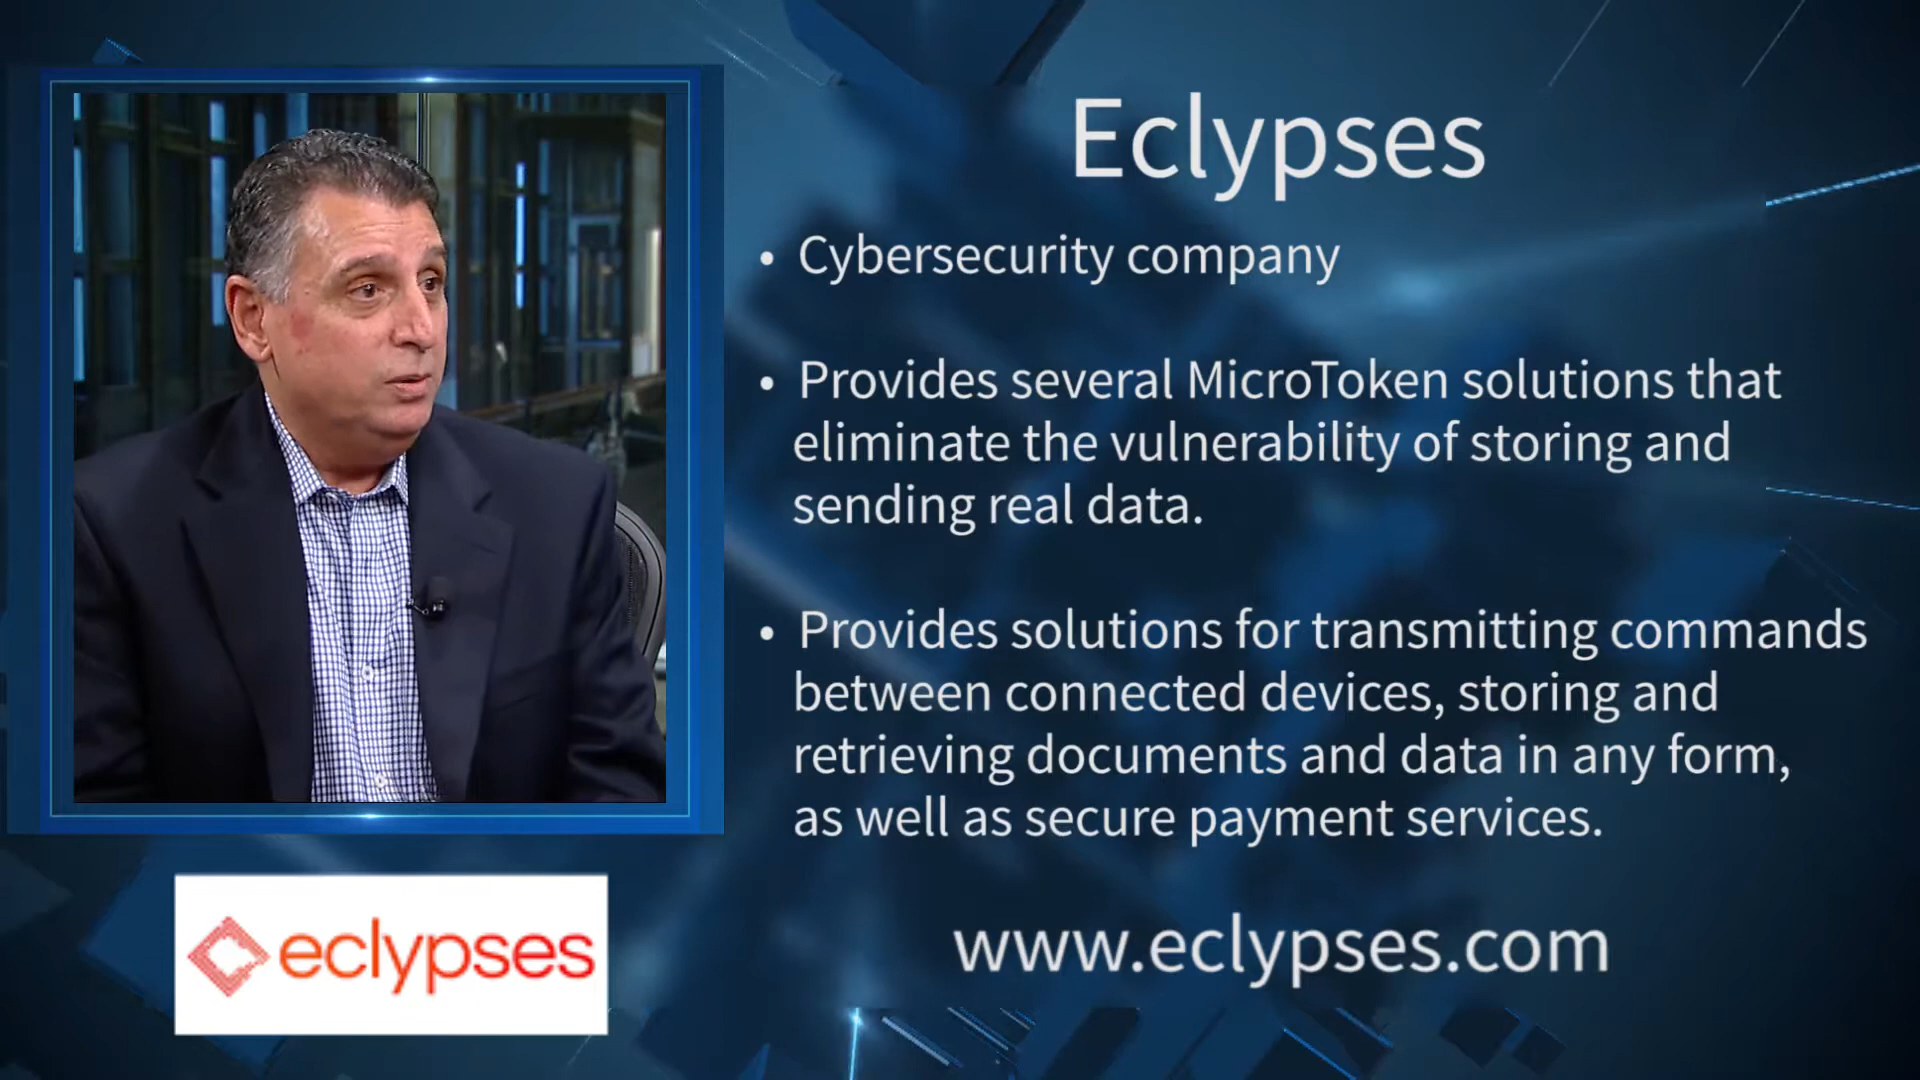 Eclypses
• Cybersecurity company
• Provides several MicroToken solutions that
eliminate the vulnerability of storing and
sending real data.
• Provides solutions for transmitting commands
between connected devices, storing and
retrieving documents and data in any form,
as well as secure payment services.
eclypses
www.eclypses.com